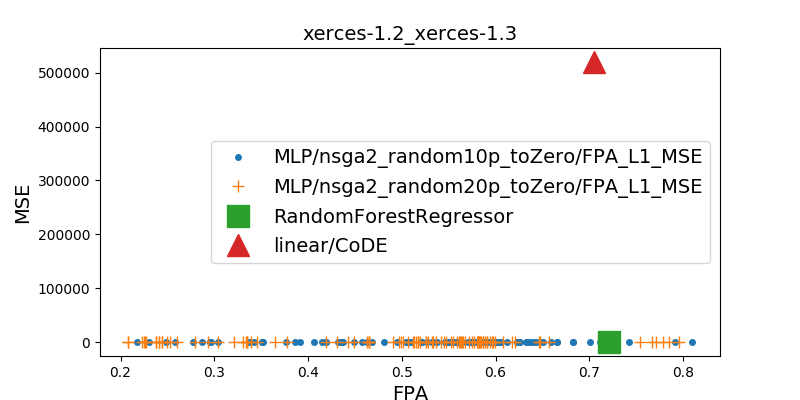 xerces-1.2_xerces-1.3
500000
400000
300000
200000
100000
0
MSE
MLP/nsga2_random10p_toZero/FPA_L1_MSE
MLP/nsga2_random20p_toZero/FPA_L1_MSE
RandomForestRegressor
linear/CoDE
0.2 0.3 0.4 0.5 0.6 0.7 0.8
FPA